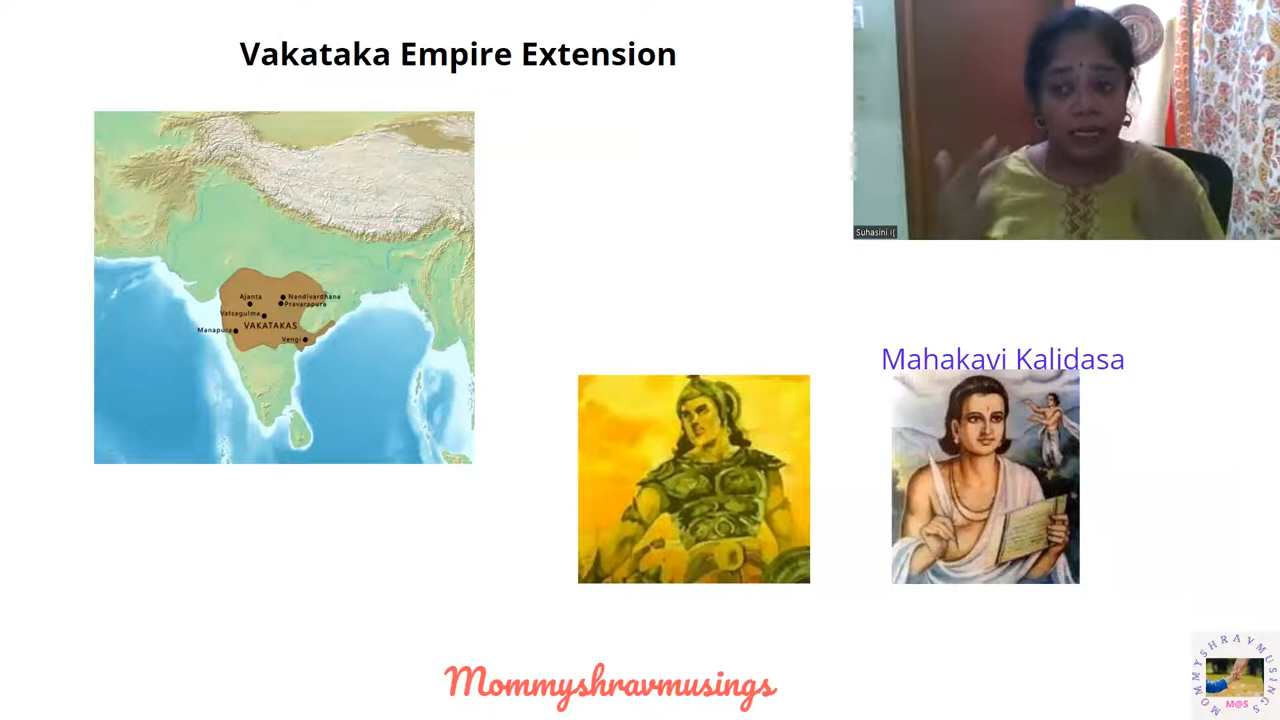 Vakataka Empire Extension
Suhasini
Ajanta
Nandivardhana
Pravarapura
Vatsagulma
VAKATAKAS
Manapura
Vengi
Mahakavi Kalidasa
Mommyshravmusings
MOMMYSHRAVMUSINGS
M@S